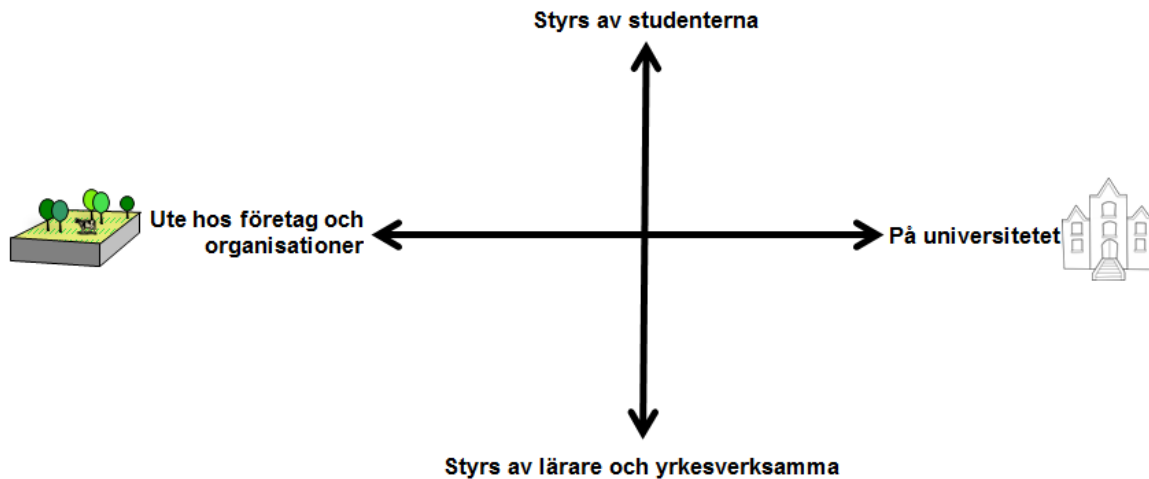 Styrs av studenterna
Ute hos företag och
organisationer
På universitetet
Styrs av lärare och yrkesverksamma